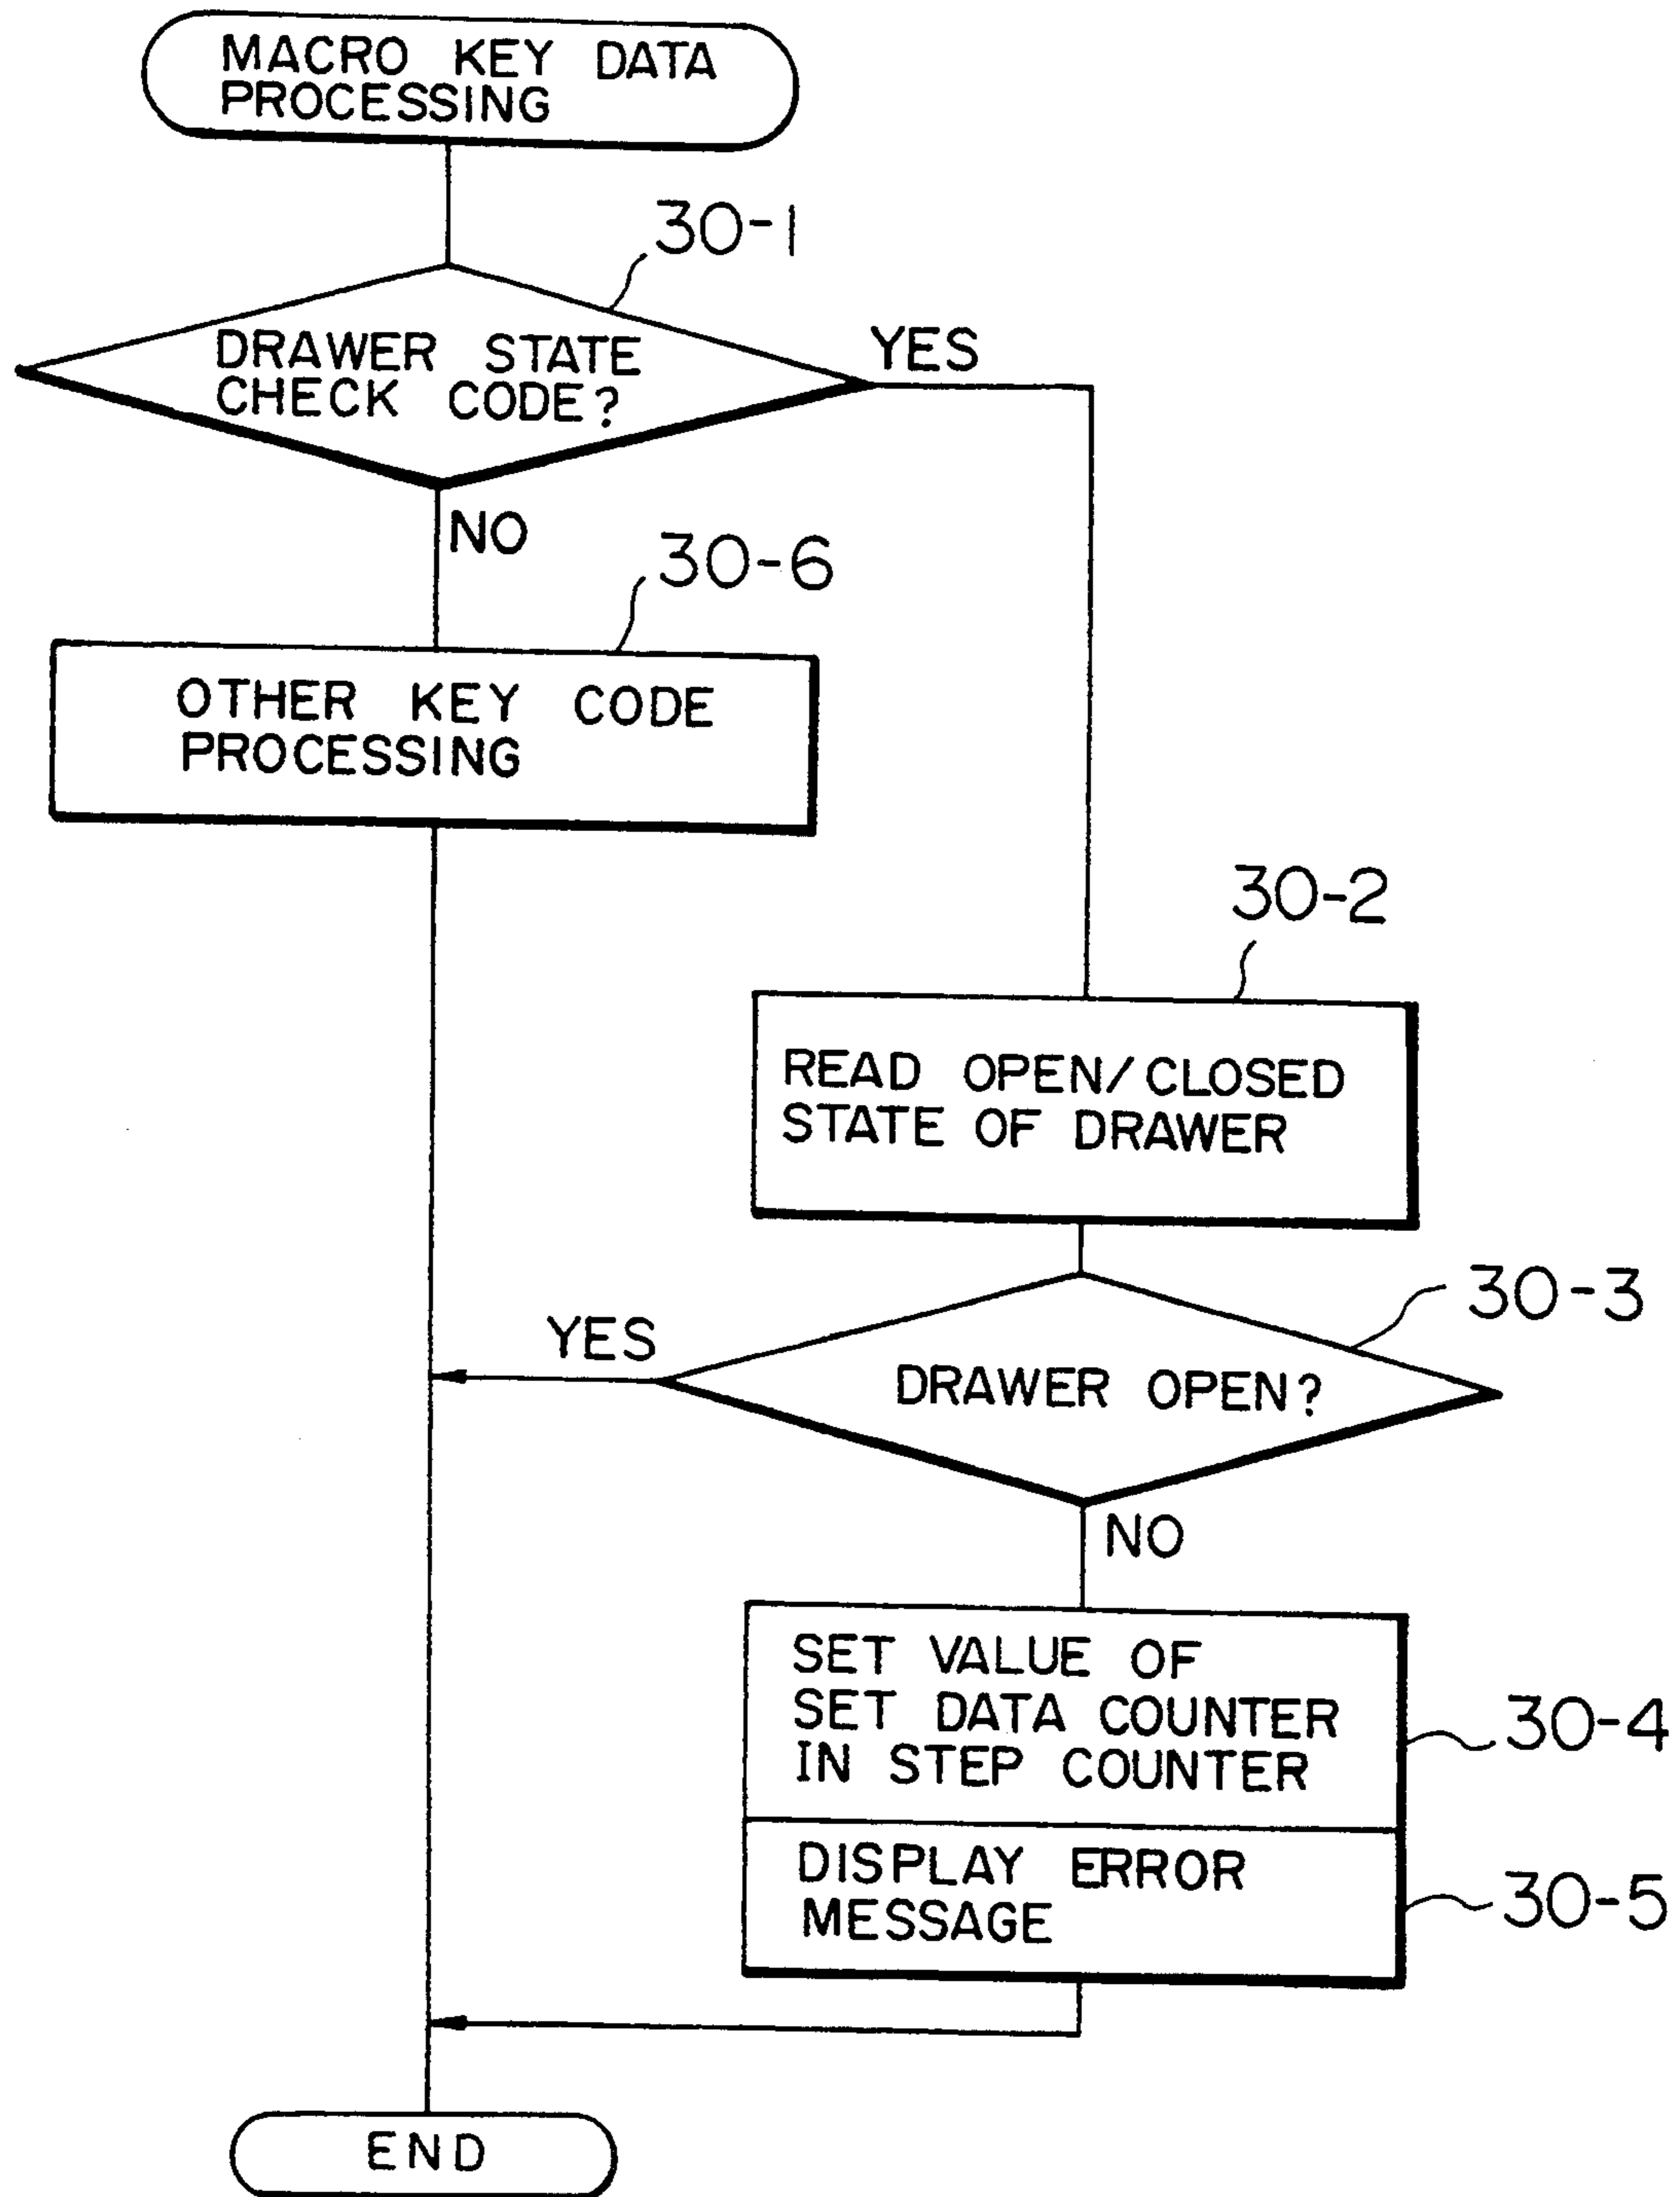 MACRO KEY DATA
PROCESSING
30-1
DRAWER STATE
CHECK CODE?
YES
NO
30-6
OTHER KEY CODE
PROCESSING
30-2
READ OPEN/CLOSED
STATE OF DRAWER
30-3
YES
DRAWER OPEN?
NO
SET VALUE OF
SET DATA COUNTER
IN STEP COUNTER
30-4
DISPLAY ERROR
MESSAGE
30-5
END